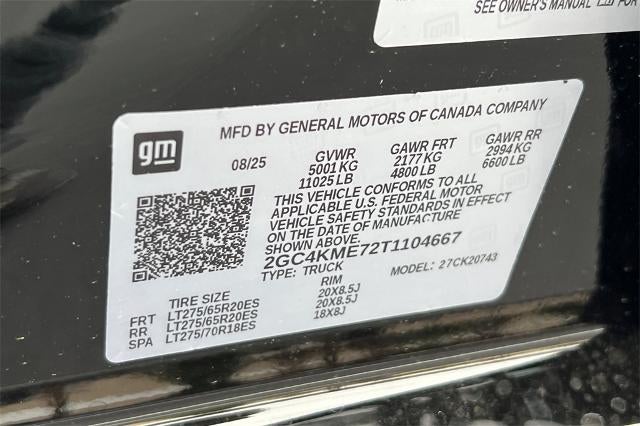 SEE OWNER'S MANUAL FOR
gm
MFD BY GENERAL MOTORS OF CANADA COMPANY
08/25 GVWR GAWR FRT GAWR RR
5001 KG 2177 KG 2994 KG
11025 LB 4800 LB 6600 LB
THIS VEHICLE CONFORMS TO ALL
APPLICABLE U.S. FEDERAL MOTOR
VEHICLE SAFETY STANDARDS IN EFFECT
ON THE DATE OF MANUFACTURE
SHOWN ABOVE.
2GC4KME72T1104667
TYPE: TRUCK MODEL: 27CK20743
TIRE SIZE RIM
FRT LT275/65R20ES 20X8.5J
RR LT275/65R20ES 20X8.5J
SPA LT275/70R18ES 18X8J